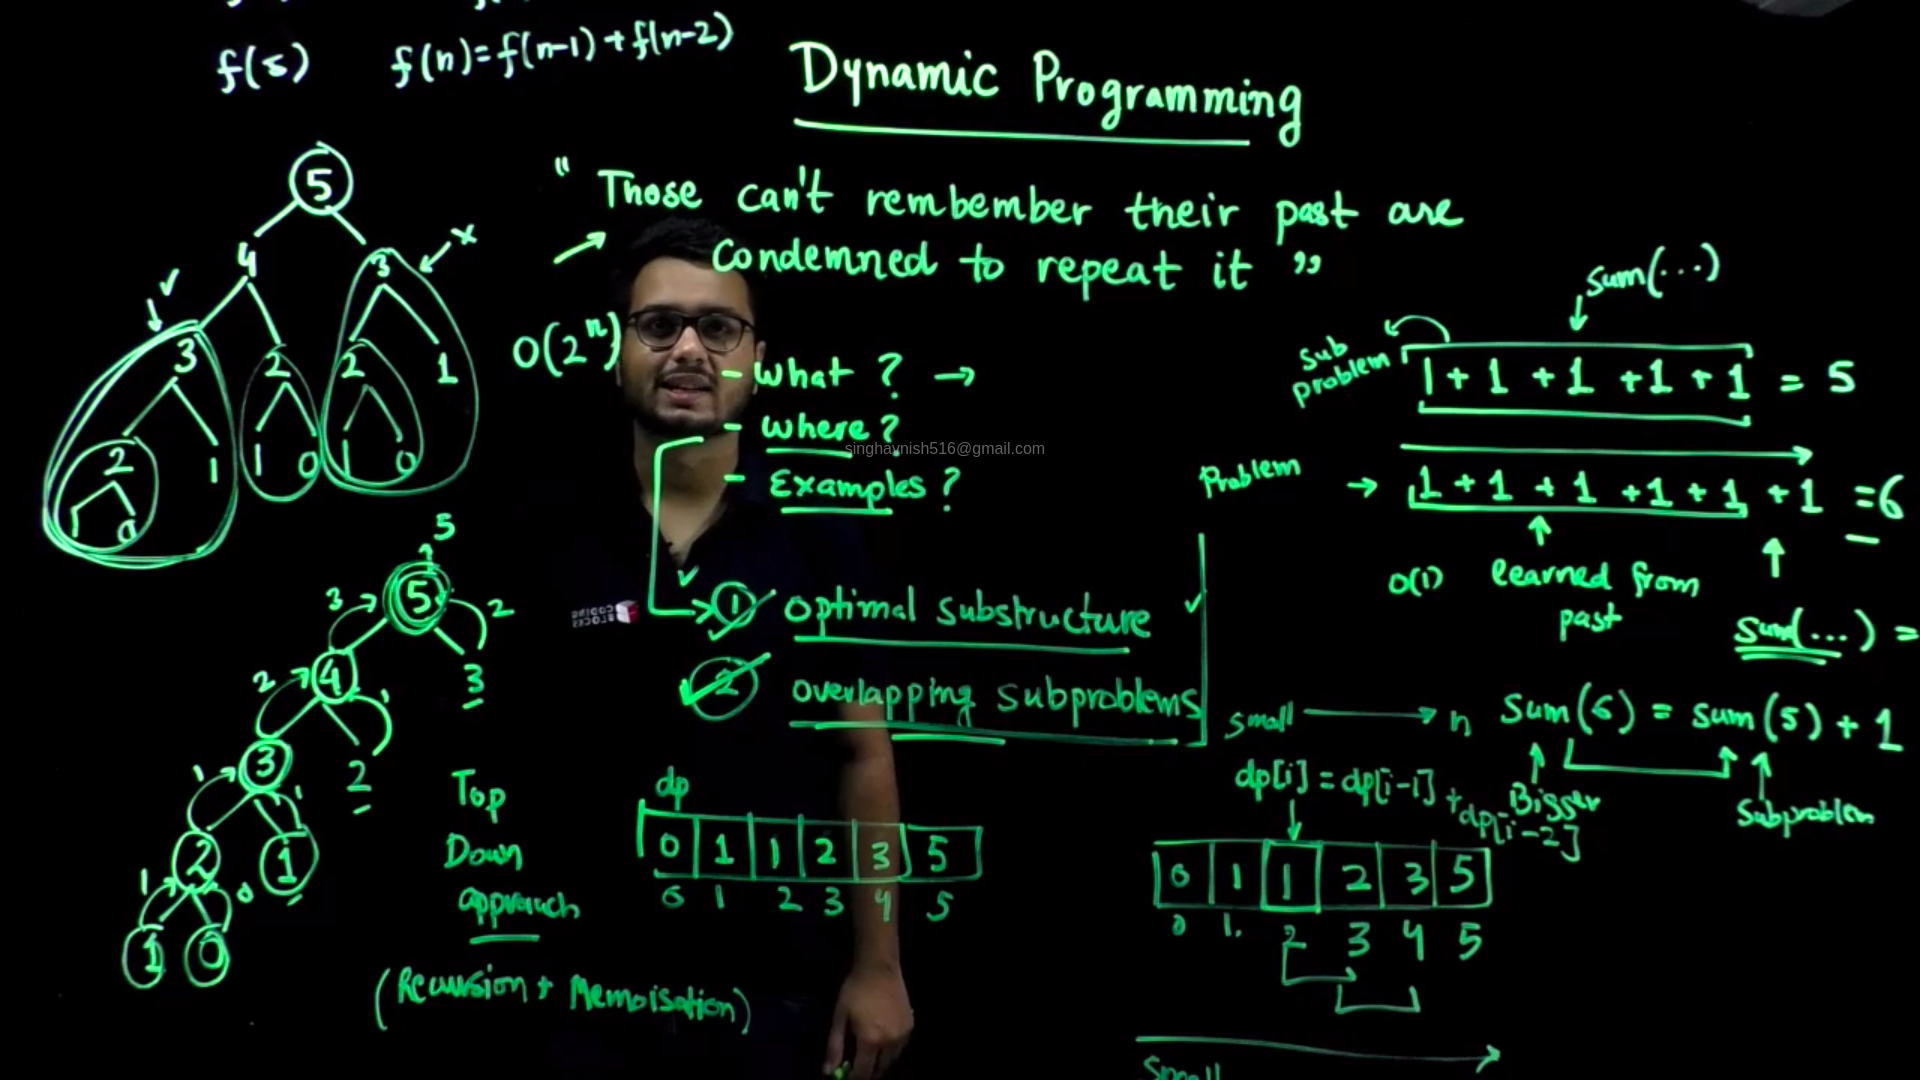 f(5) f(n)=f(n-1)+f(n-2)
Dynamic Programming
" Those can't rembember their past are
Condemned to repeat it "
5
4 3 x
3 2 2 1
2 1 1 0 1 0
1 0
O(2^n)
- What ? →
- Where ?
- Examples ?
singhavnish516@gmail.com
① optimal substructure
② overlapping subproblems
CODING
BLOCKS
sum(...)
Sub
problem
1 + 1 + 1 + 1 + 1 = 5
Problem → 1 + 1 + 1 + 1 + 1 + 1 = 6
O(1) learned from
past
sum(...) =
5
3 5 2
2 4 1 3
1 3 1 2
1 2 0 1
1 0
Top
Down
approach
(Recursion + Memoisation)
dp
0 1 1 2 3 5
0 1 2 3 4 5
small → n
sum(6) = sum(5) + 1
Bigger
Subproblem
dp[i] = dp[i-1] + dp[i-2]
0 1 1 2 3 5
0 1. 2 3 4 5
Small